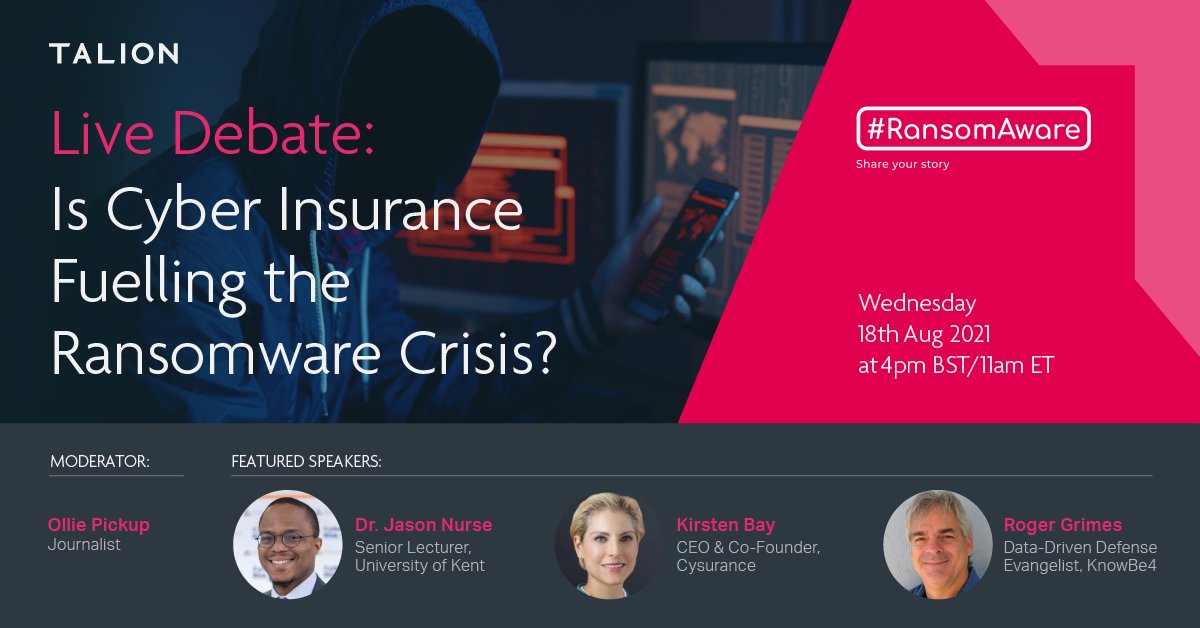 TALION
Live Debate:
Is Cyber Insurance
Fuelling the
Ransomware Crisis?
#RansomAware
Share your story
Wednesday
18th Aug 2021
at 4pm BST/11am ET
MODERATOR:
Ollie Pickup
Journalist
FEATURED SPEAKERS:
Dr. Jason Nurse
Senior Lecturer,
University of Kent
Kirsten Bay
CEO & Co-Founder,
Cysurance
Roger Grimes
Data-Driven Defense
Evangelist, KnowBe4